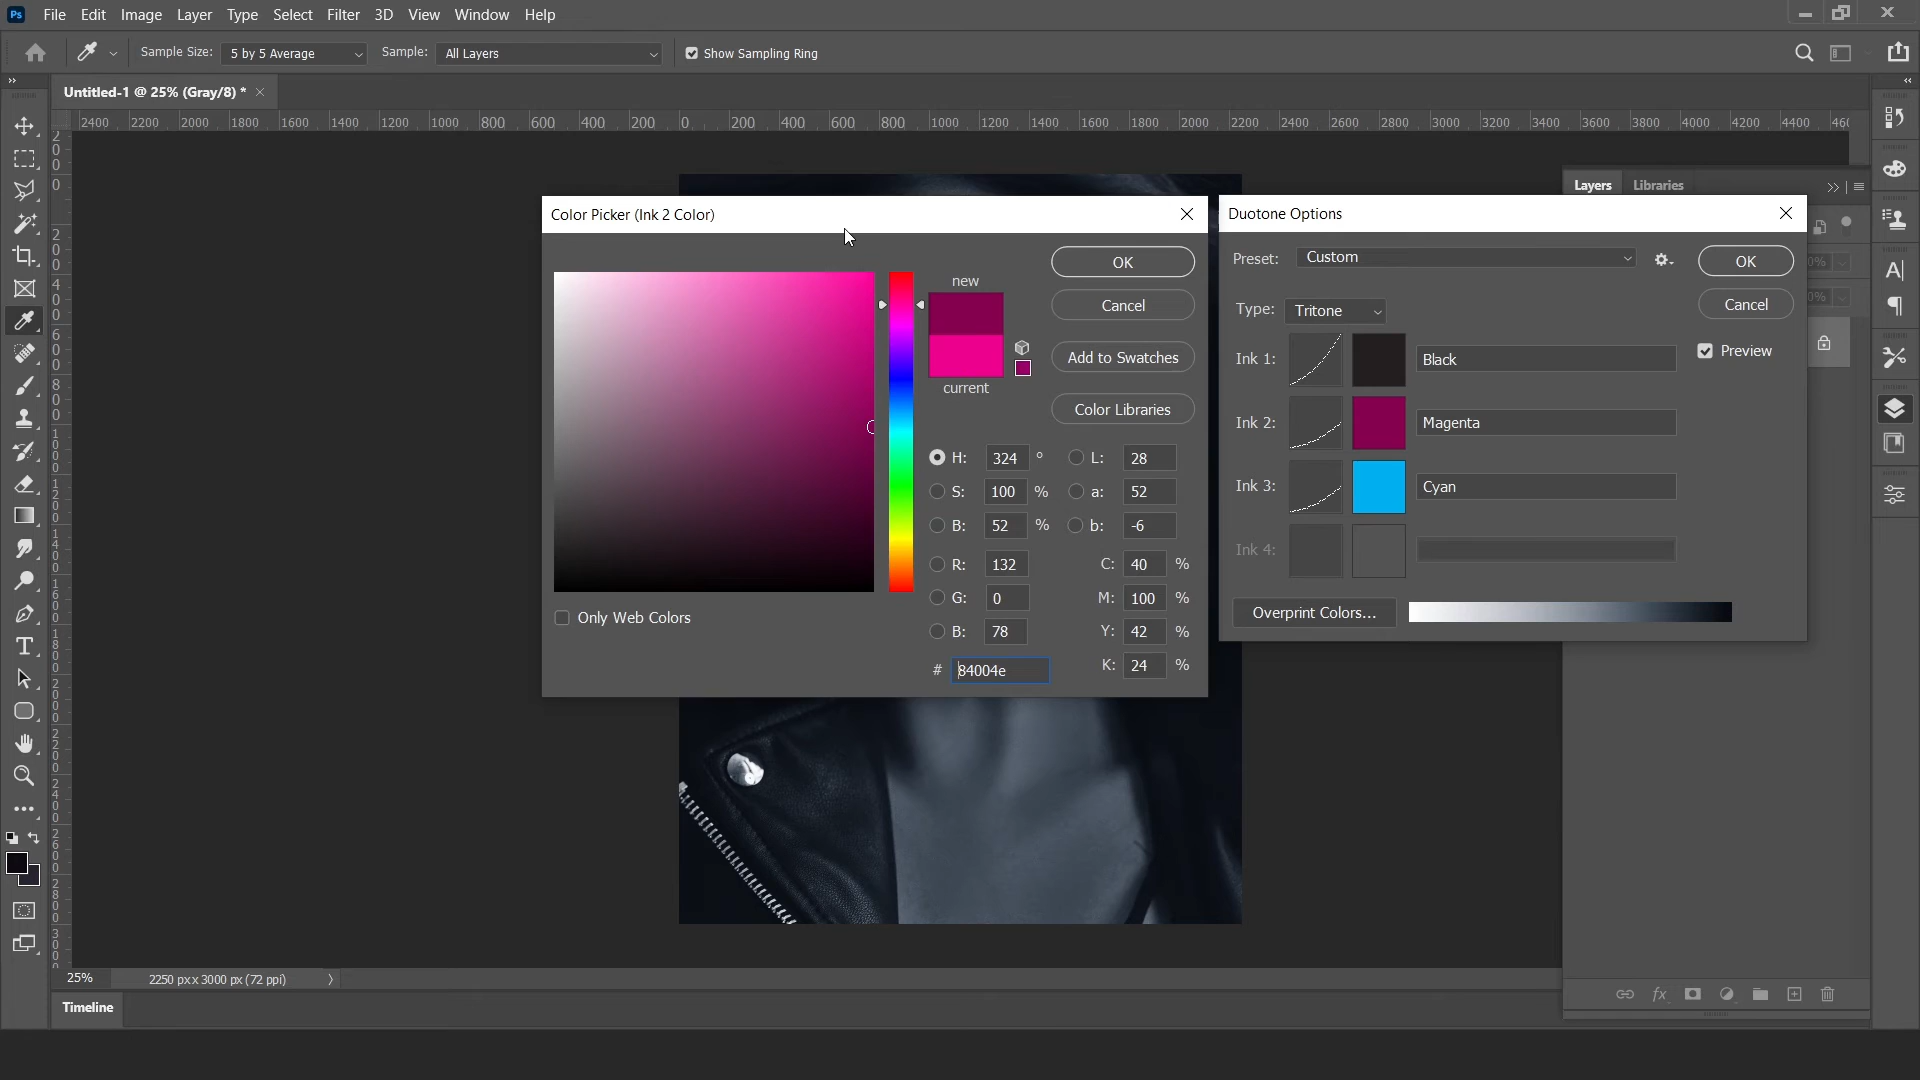 Ps File Edit Image Layer Type Select Filter 3D View Window Help
Sample Size: 5 by 5 Average Sample: All Layers Show Sampling Ring
Untitled-1 @ 25% (Gray/8) *
2400 2200 2000 1800 1600 1400 1200 1000 800 600 400 200 0 200 400 600 800 1000 1200 1400 1600 1800 2000 2200 2400 2600 2800 3000 3200 3400 3600 3800 4000 4200 4400
Layers Libraries
Color Picker (Ink 2 Color)
OK
new
Cancel
Add to Swatches
current
Color Libraries
H: 324 ° L: 28
S: 100 % a: 52
B: 52 % b: -6
R: 132 C: 40 %
G: 0 M: 100 %
B: 78 Y: 42 %
# 84004e K: 24 %
Only Web Colors
Duotone Options
Preset: Custom OK
Type: Tritone Cancel
Ink 1: Black Preview
Ink 2: Magenta
Ink 3: Cyan
Ink 4:
Overprint Colors...
25% 2250 px x 3000 px (72 ppi)
Timeline